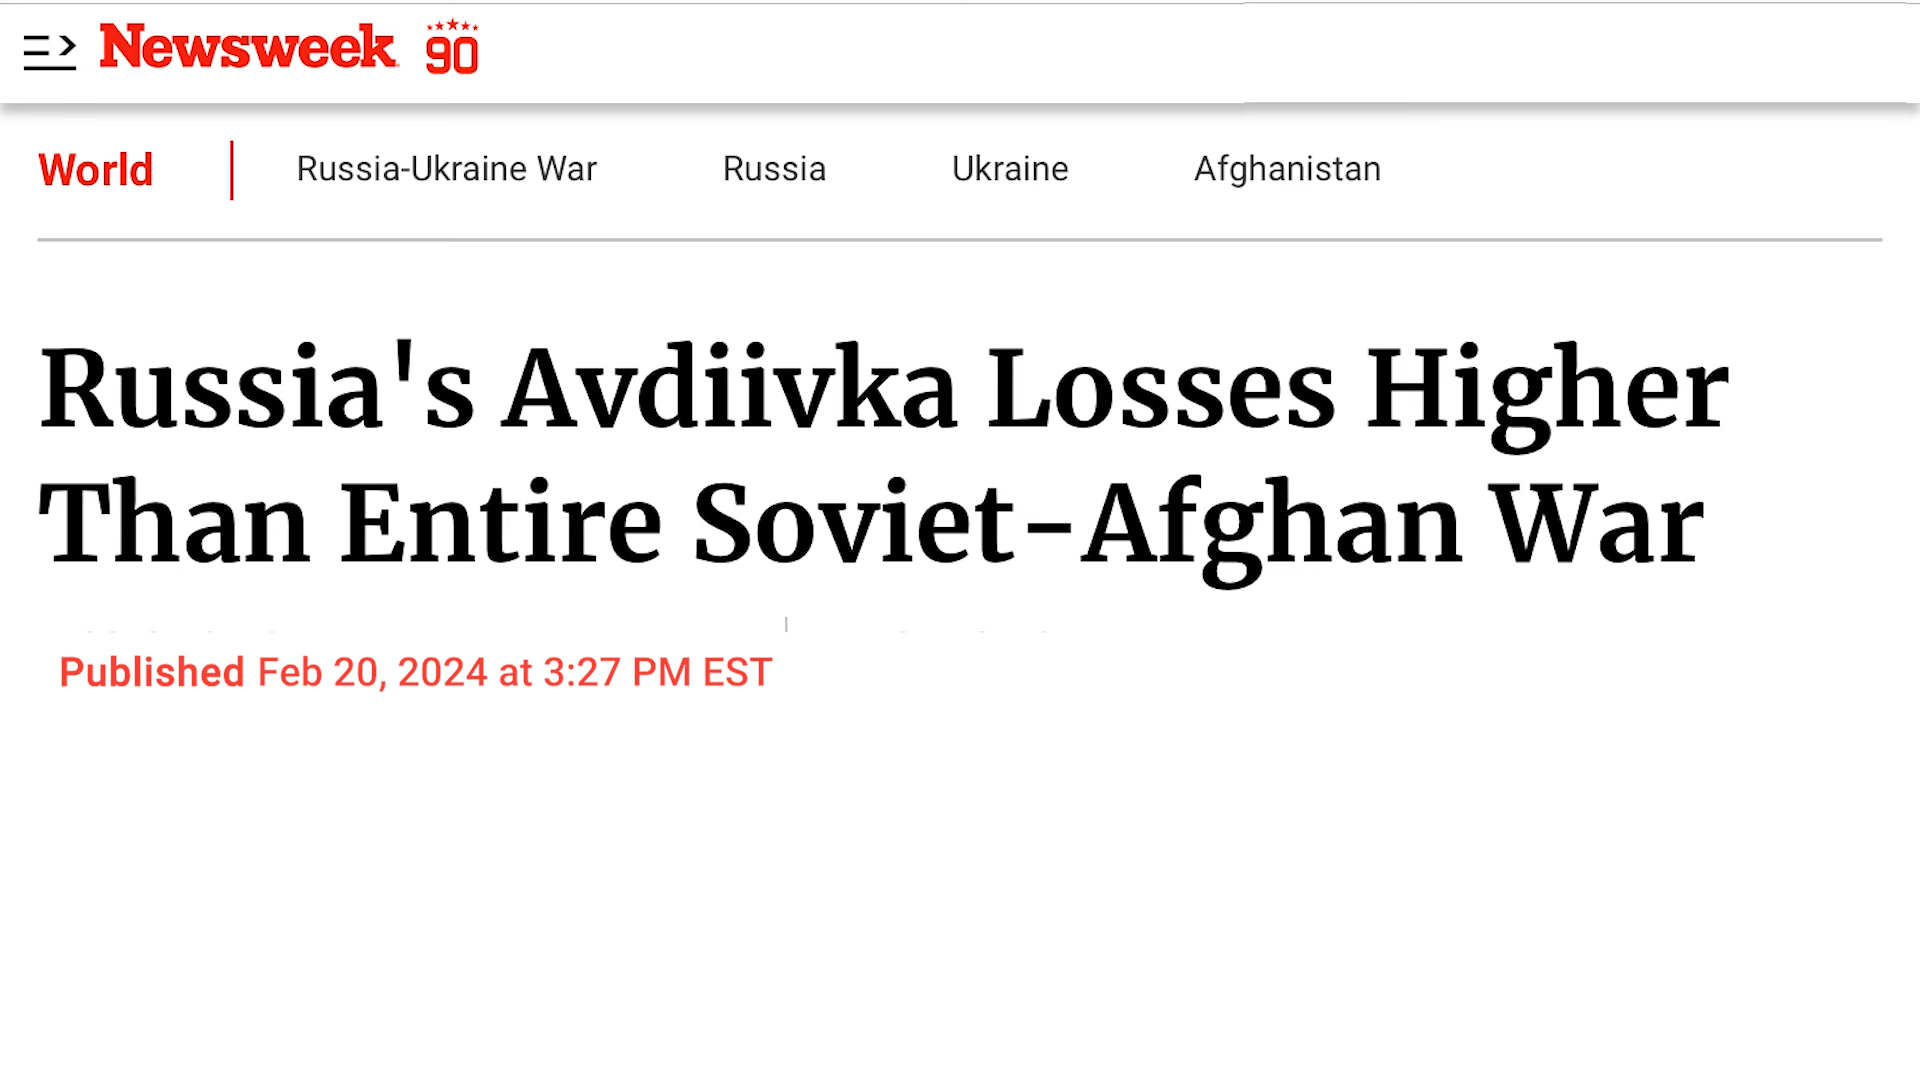 Newsweek 90
World Russia-Ukraine War Russia Ukraine Afghanistan
Russia's Avdiivka Losses Higher
Than Entire Soviet-Afghan War
Published Feb 20, 2024 at 3:27 PM EST